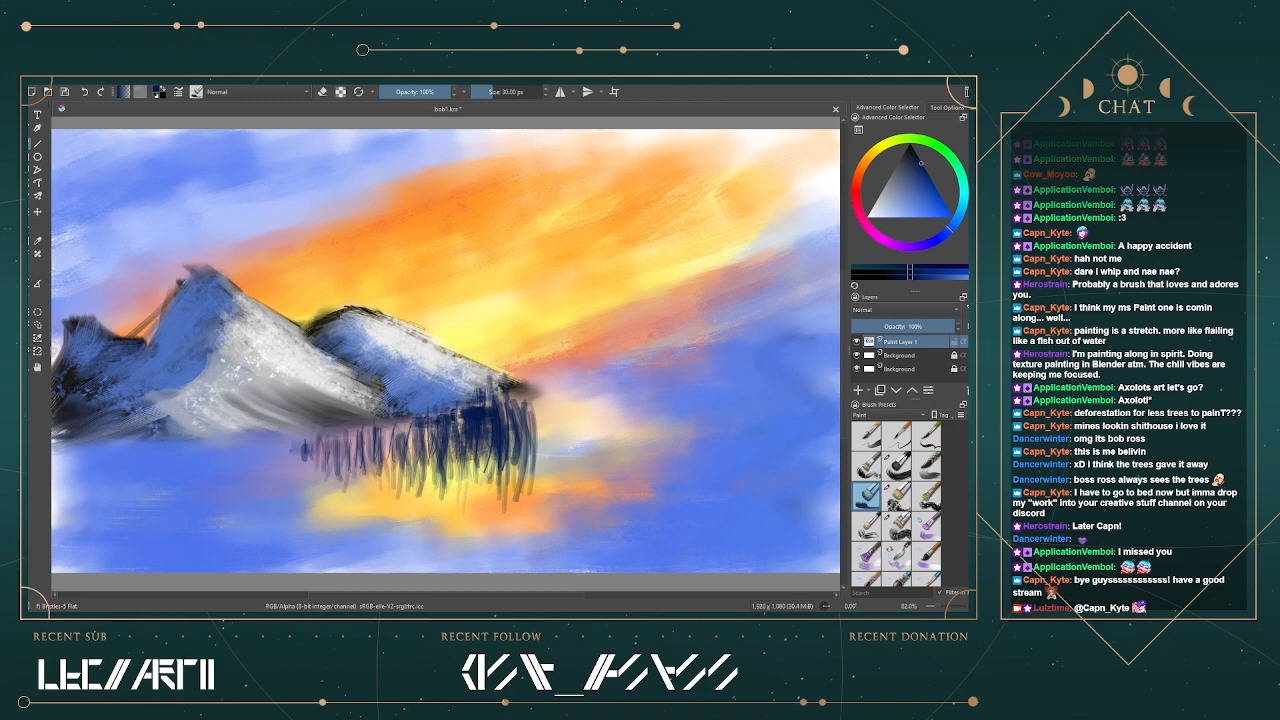 Normal
Opacity: 100%
Size: 30.00 px
bob1.kra *
Advanced Color Selector
Tool Options
Advanced Color Selector
Layers
Normal
Opacity: 100%
Paint Layer 1
Background
Background
Brush Presets
Paint
Tag
Search
Filter in T
Bristles-5 Flat
RGB/Alpha (8-bit integer/channel) sRGB-elle-V2-srgbtrc.icc
1,920 x 1,080 (30.4 MiB)
0.00°
82.0%
CHAT
ApplicationVemboi:
ApplicationVemboi:
Cow_Moyoo:
ApplicationVemboi:
ApplicationVemboi:
ApplicationVemboi: :3
Capn_Kyte:
ApplicationVemboi: A happy accident
Capn_Kyte: hah not me
Capn_Kyte: dare i whip and nae nae?
Herostrain: Probably a brush that loves and adores
you.
Capn_Kyte: I think my ms Paint one is comin
along... well...
Capn_Kyte: painting is a stretch. more like flailing
like a fish out of water
Herostrain: I'm painting along in spirit. Doing
texture painting in Blender atm. The chill vibes are
keeping me focused.
ApplicationVemboi: Axolots art let's go?
ApplicationVemboi: Axolotl*
Capn_Kyte: deforestation for less trees to painT???
Capn_Kyte: mines lookin shithouse i love it
Dancerwinter: omg its bob ross
Capn_Kyte: this is me belivin
Dancerwinter: xD I think the trees gave it away
Dancerwinter: boss ross always sees the trees
Capn_Kyte: I have to go to bed now but imma drop
my "work" into your creative stuff channel on your
discord
Herostrain: Later Capn!
Dancerwinter:
ApplicationVemboi: I missed you
ApplicationVemboi:
Capn_Kyte: bye guysssssssssss! have a good
stream
Lulztime: @Capn_Kyte
RECENT SUB
RECENT FOLLOW
RECENT DONATION